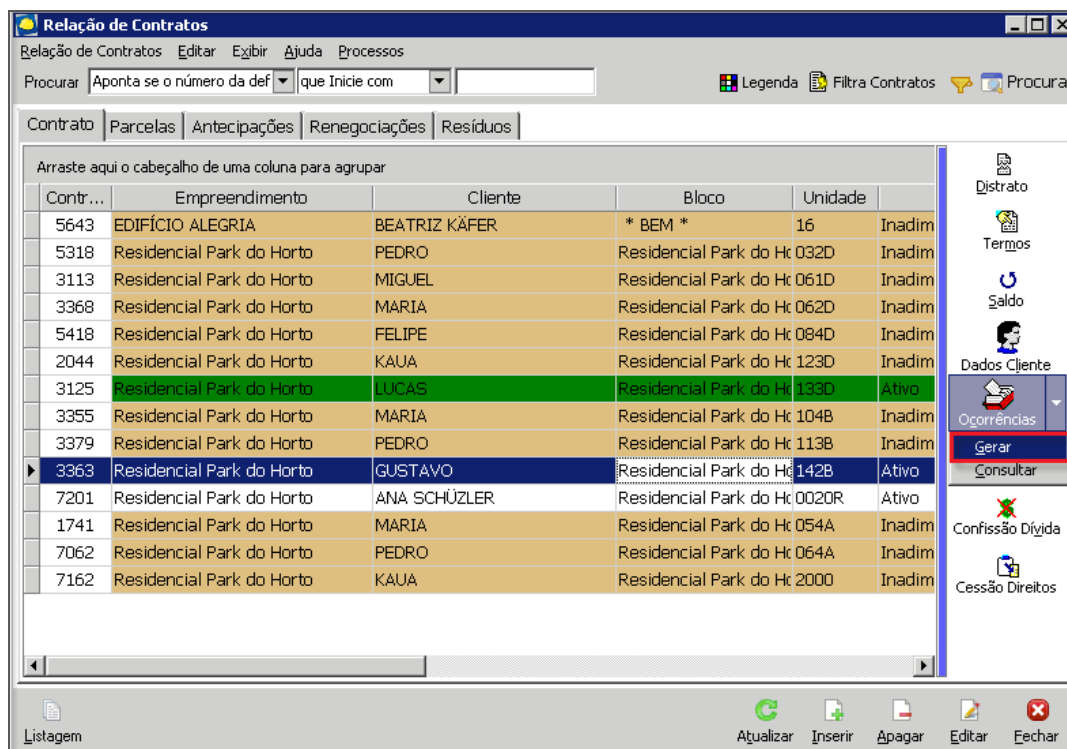 Relação de Contratos
Relação de Contratos Editar Exibir Ajuda Processos
Procurar Aponta se o número da def que Inicie com Legenda Filtra Contratos Procura
Contrato Parcelas Antecipações Renegociações Resíduos
Arraste aqui o cabeçalho de uma coluna para agrupar
Contr... Empreendimento Cliente Bloco Unidade
5643 EDIFÍCIO ALEGRIA BEATRIZ KÄFER * BEM * 16 Inadim
5318 Residencial Park do Horto PEDRO Residencial Park do Ho 032D Inadim
3113 Residencial Park do Horto MIGUEL Residencial Park do Ho 061D Inadim
3368 Residencial Park do Horto MARIA Residencial Park do Ho 062D Inadim
5418 Residencial Park do Horto FELIPE Residencial Park do Ho 084D Inadim
2044 Residencial Park do Horto KAUA Residencial Park do Ho 123D Inadim
3125 Residencial Park do Horto LUCAS Residencial Park do Ho 133D Ativo
3355 Residencial Park do Horto MARIA Residencial Park do Ho 104B Inadim
3379 Residencial Park do Horto PEDRO Residencial Park do Ho 113B Inadim
3363 Residencial Park do Horto GUSTAVO Residencial Park do Ho 142B Ativo
7201 Residencial Park do Horto ANA SCHÜZLER Residencial Park do Ho 0020R Ativo
1741 Residencial Park do Horto MARIA Residencial Park do Ho 054A Inadim
7062 Residencial Park do Horto PEDRO Residencial Park do Ho 064A Inadim
7162 Residencial Park do Horto KAUA Residencial Park do Ho 2000 Inadim
Distrato
Termos
Saldo
Dados Cliente
Ocorrências
Gerar
Consultar
Confissão Dívida
Cessão Direitos
Listagem Atualizar Inserir Apagar Editar Fechar